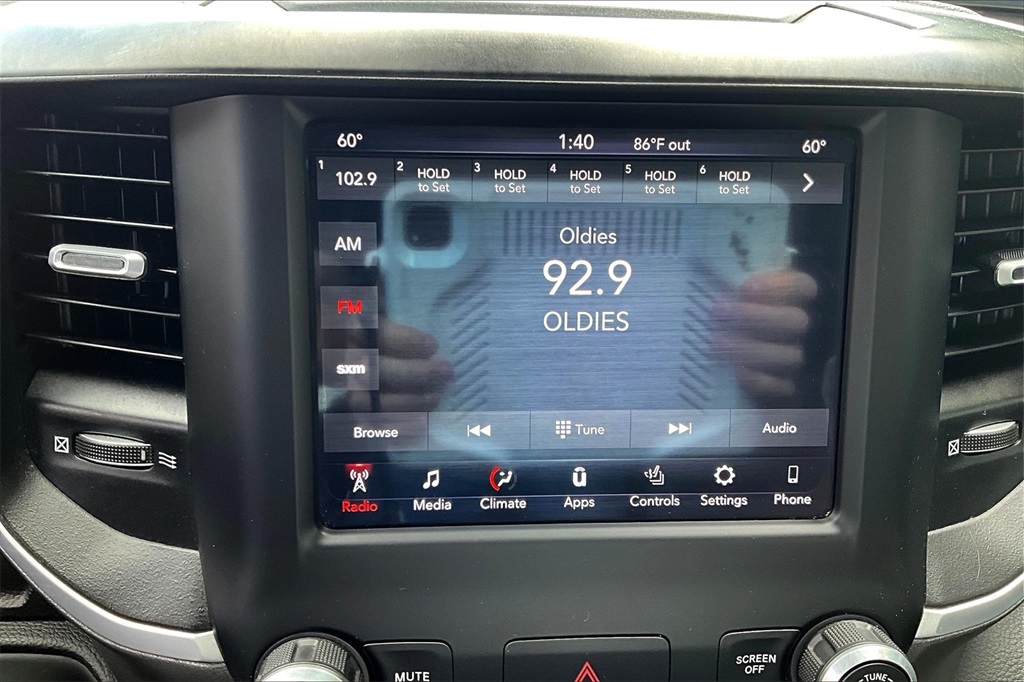 60° 1:40 86°F out 60°
1 102.9 2 HOLD to Set 3 HOLD to Set 4 HOLD to Set 5 HOLD to Set 6 HOLD to Set
AM
Oldies
92.9
FM
OLDIES
sxm
Browse Tune Audio
Radio Media Climate Apps Controls Settings Phone
MUTE SCREEN OFF TUNE